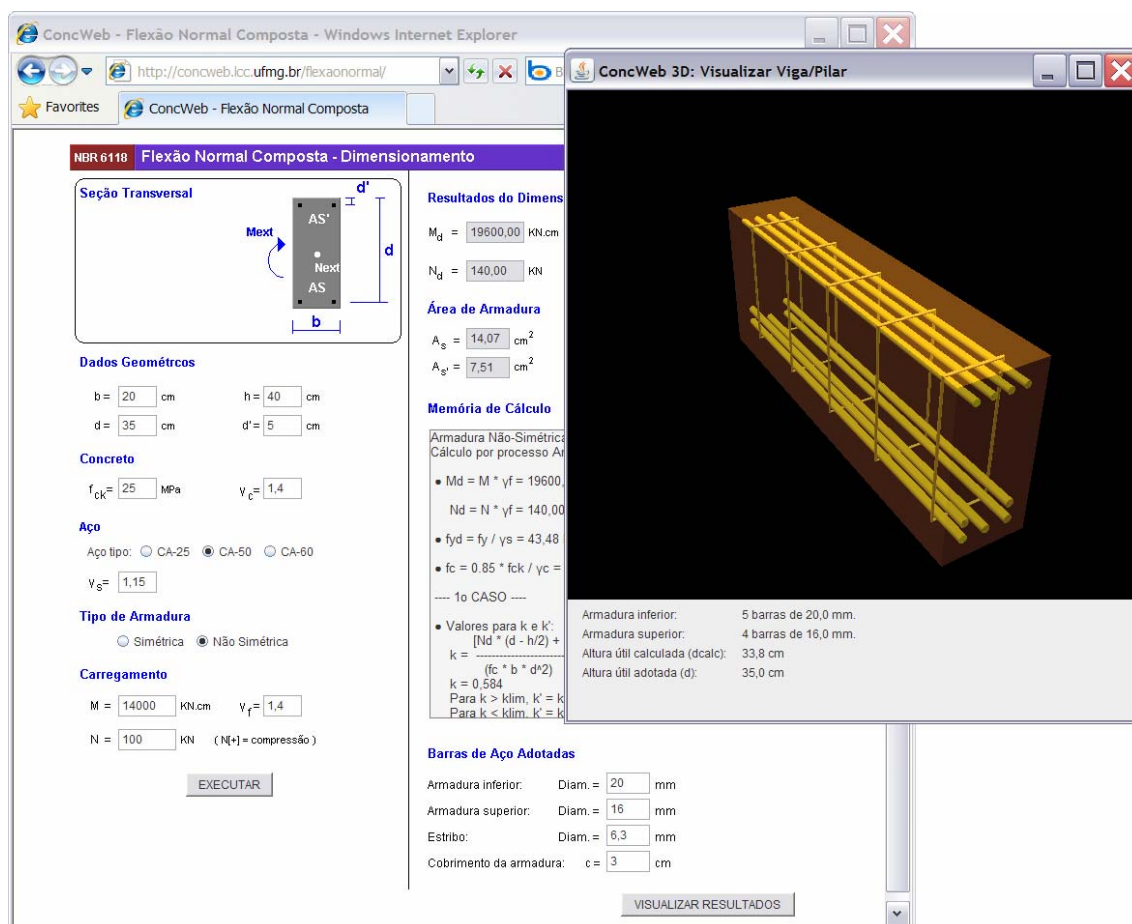 ConcWeb - Flexão Normal Composta - Windows Internet Explorer
http://concweb.lcc.ufmg.br/flexaonormal/
Favorites
ConcWeb - Flexão Normal Composta
NBR 6118 Flexão Normal Composta - Dimensionamento
Seção Transversal
d'
AS'
Mext
d
Next
AS
b
Dados Geométrcos
b = 20 cm
h = 40 cm
d = 35 cm
d' = 5 cm
Concreto
fck = 25 MPa
γc = 1,4
Aço
Aço tipo: CA-25 CA-50 CA-60
γs = 1,15
Tipo de Armadura
Simétrica Não Simétrica
Carregamento
M = 14000 KN.cm
γf = 1,4
N = 100 KN ( N[+] = compressão )
EXECUTAR
Resultados do Dimens
Md = 19600,00 KN.cm
Nd = 140,00 KN
Área de Armadura
As = 14,07 cm2
As' = 7,51 cm2
Memória de Cálculo
Armadura Não-Simétrica
Cálculo por processo Ar
● Md = M * γf = 19600,
Nd = N * γf = 140,00
● fyd = fy / γs = 43,48
● fc = 0.85 * fck / γc =
---- 1o CASO ----
● Valores para k e k':
[Nd * (d - h/2) +
k = ------------------------
(fc * b * d^2)
k = 0,584
Para k > klim, k' = k
Para k < klim, k' = k
Barras de Aço Adotadas
Armadura inferior: Diam. = 20 mm
Armadura superior: Diam. = 16 mm
Estribo: Diam. = 6,3 mm
Cobrimento da armadura: c = 3 cm
VISUALIZAR RESULTADOS
ConcWeb 3D: Visualizar Viga/Pilar
Armadura inferior: 5 barras de 20,0 mm.
Armadura superior: 4 barras de 16,0 mm.
Altura útil calculada (dcalc): 33,8 cm
Altura útil adotada (d): 35,0 cm